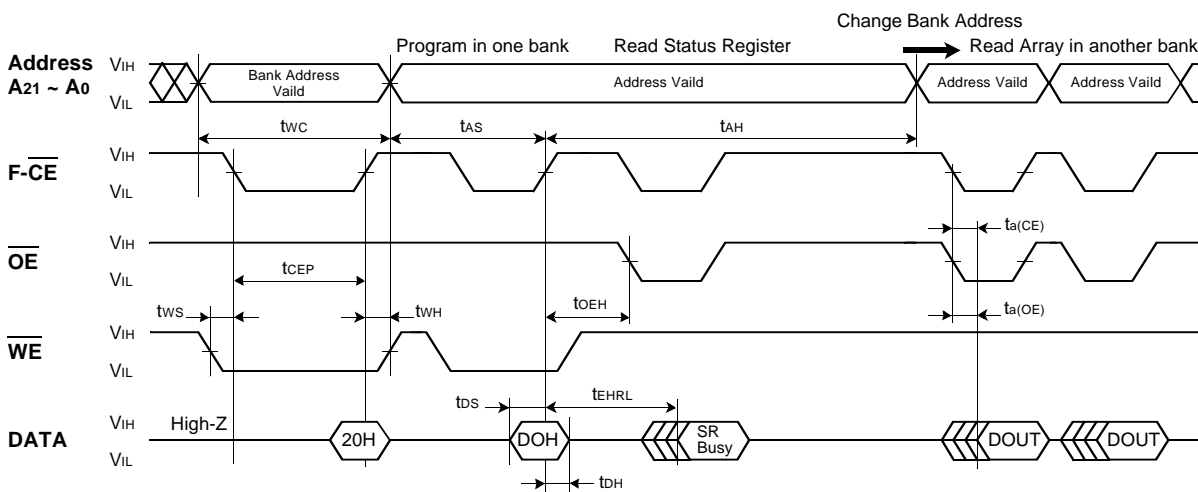 Change Bank Address
Program in one bank Read Status Register Read Array in another bank
Address
A21 ~ A0
VIH
VIL
Bank Address
Vaild
Address Vaild
Address Vaild
Address Vaild
tWC
tAS
tAH
F-CE
VIH
VIL
ta(CE)
OE
VIH
VIL
tCEP
tWS
tWH
tOEH
ta(OE)
WE
VIH
VIL
tDS
tEHRL
DATA
VIH
VIL
High-Z
20H
DOH
SR
Busy
DOUT
DOUT
tDH